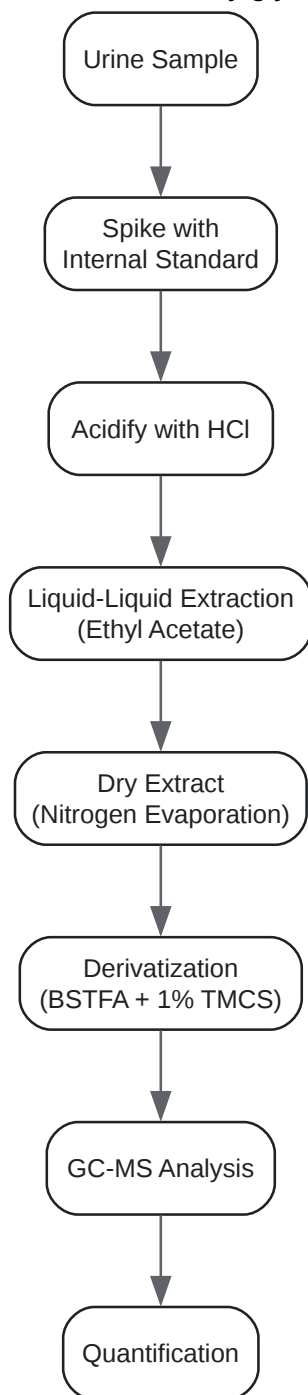 Urine Sample
Spike with
Internal Standard
Acidify with HCl
Liquid-Liquid Extraction
(Ethyl Acetate)
Dry Extract
(Nitrogen Evaporation)
Derivatization
(BSTFA + 1% TMCS)
GC-MS Analysis
Quantification